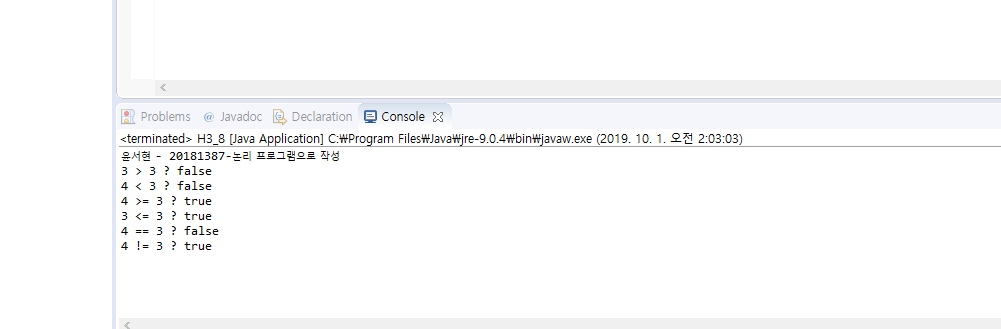 Problems @ Javadoc Declaration Console
<terminated> H3_8 [Java Application] C:₩Program Files₩Java₩jre-9.0.4₩bin₩javaw.exe (2019. 10. 1. 오전 2:03:03)
윤서현 - 20181387-논리 프로그램으로 작성
3 > 3 ? false
4 < 3 ? false
4 >= 3 ? true
3 <= 3 ? true
4 == 3 ? false
4 != 3 ? true